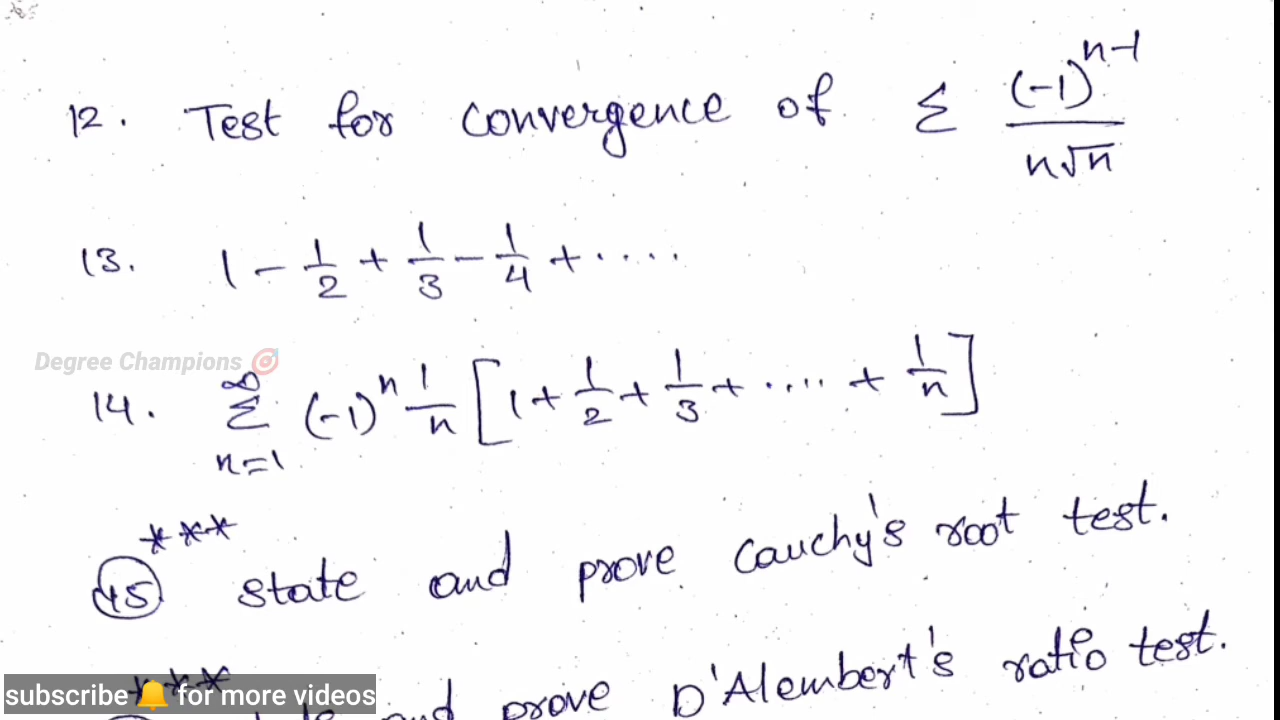 12. Test for convergence of Σ (-1)^{n-1} / n√n
13. 1 - 1/2 + 1/3 - 1/4 + ....
Degree Champions 🎯
14. ∞ Σ n=1 (-1)^n 1/n [1 + 1/2 + 1/3 + ..... + 1/n]
***
15 state and prove Cauchy's root test.
***
and prove D'Alembert's ratio test.
subscribe 🔔 for more videos